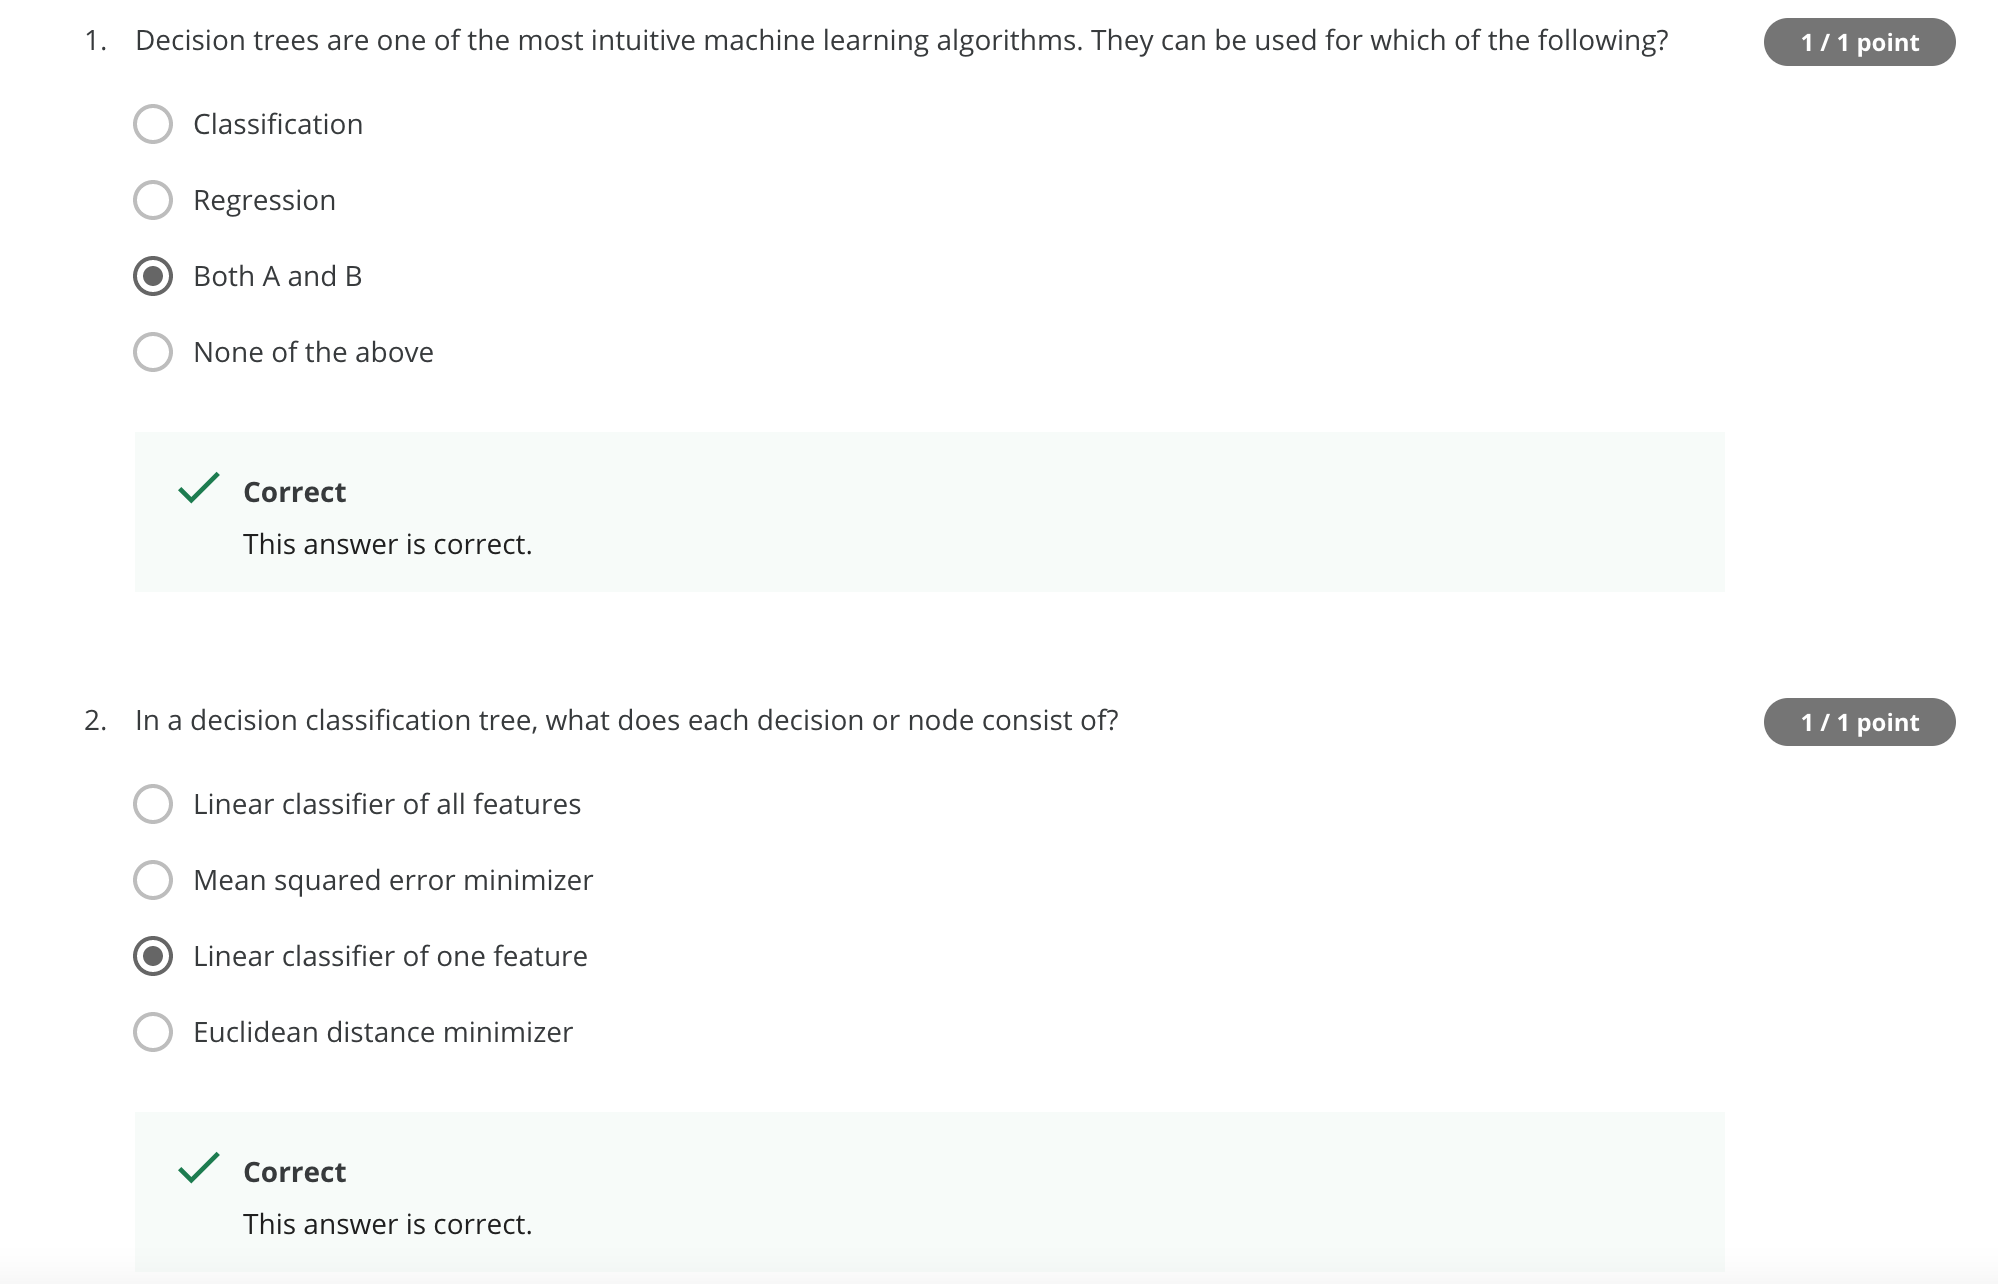 1. Decision trees are one of the most intuitive machine learning algorithms. They can be used for which of the following?
1 / 1 point
Classification
Regression
Both A and B
None of the above
Correct
This answer is correct.
2. In a decision classification tree, what does each decision or node consist of?
1 / 1 point
Linear classifier of all features
Mean squared error minimizer
Linear classifier of one feature
Euclidean distance minimizer
Correct
This answer is correct.